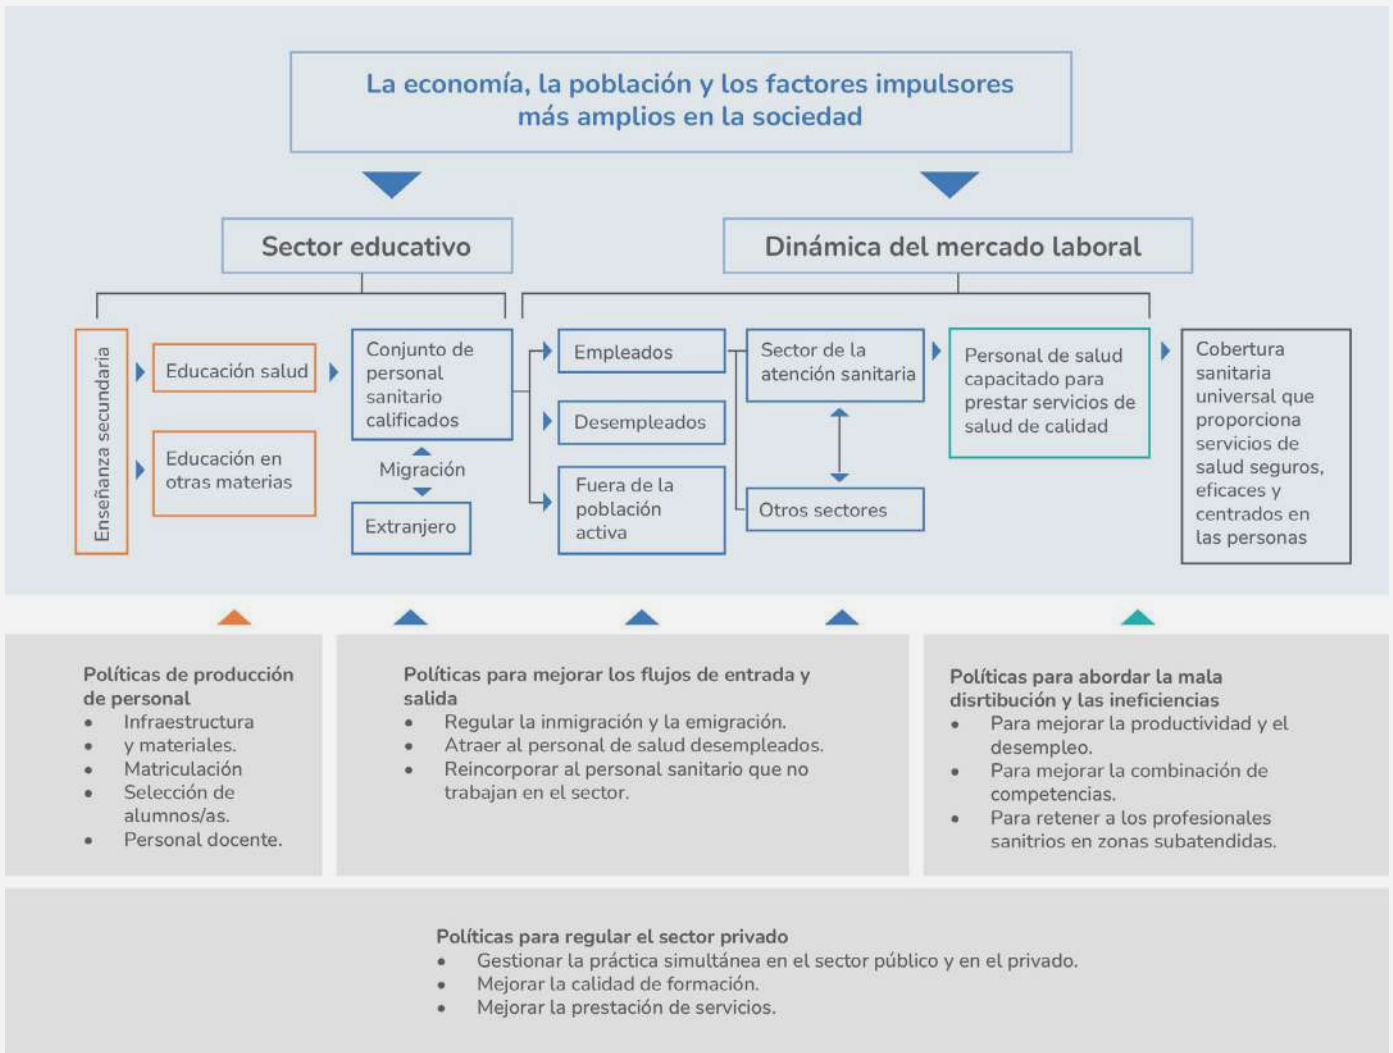 La economía, la población y los factores impulsores
más amplios en la sociedad
Sector educativo
Dinámica del mercado laboral
Enseñanza secundaria
Educación salud
Educación en
otras materias
Conjunto de
personal
sanitario
calificados
Migración
Extranjero
Empleados
Desempleados
Fuera de la
población
activa
Sector de la
atención sanitaria
Otros sectores
Personal de salud
capacitado para
prestar servicios de
salud de calidad
Cobertura
sanitaria
universal que
proporciona
servicios de
salud seguros,
eficaces y
centrados en
las personas
Políticas de producción
de personal
• Infraestructura
• y materiales.
• Matriculación
• Selección de
alumnos/as.
• Personal docente.
Políticas para mejorar los flujos de entrada y
salida
• Regular la inmigración y la emigración.
• Atraer al personal de salud desempleados.
• Reincorporar al personal sanitario que no
trabajan en el sector.
Políticas para abordar la mala
disrtibución y las ineficiencias
• Para mejorar la productividad y el
desempleo.
• Para mejorar la combinación de
competencias.
• Para retener a los profesionales
sanitrios en zonas subatendidas.
Políticas para regular el sector privado
• Gestionar la práctica simultánea en el sector público y en el privado.
• Mejorar la calidad de formación.
• Mejorar la prestación de servicios.